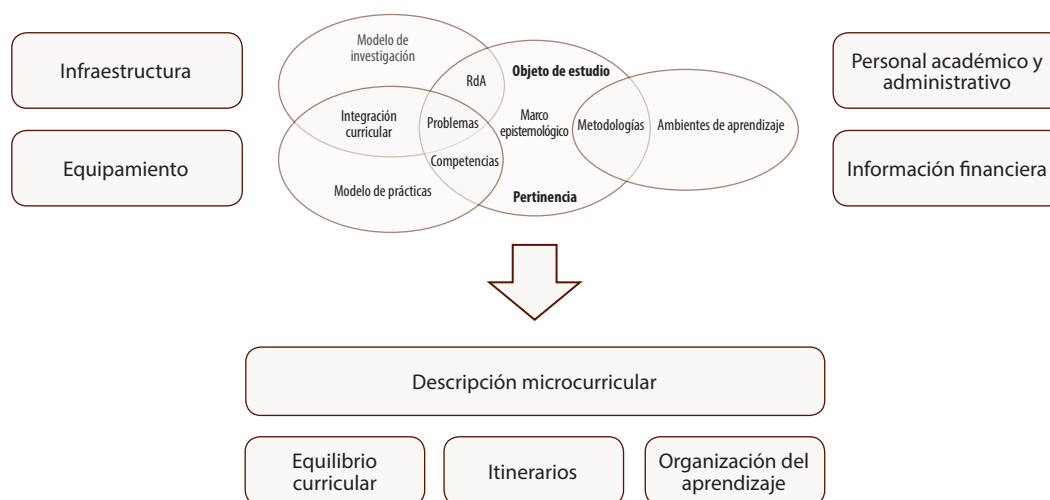 Infraestructura
Equipamiento
Modelo de
investigación
RdA
Objeto de estudio
Integración
curricular
Problemas
Marco
epistemológico
Metodologías
Ambientes de aprendizaje
Competencias
Modelo de prácticas
Pertinencia
Personal académico y
administrativo
Información financiera
Descripción microcurricular
Equilibrio
curricular
Itinerarios
Organización del
aprendizaje